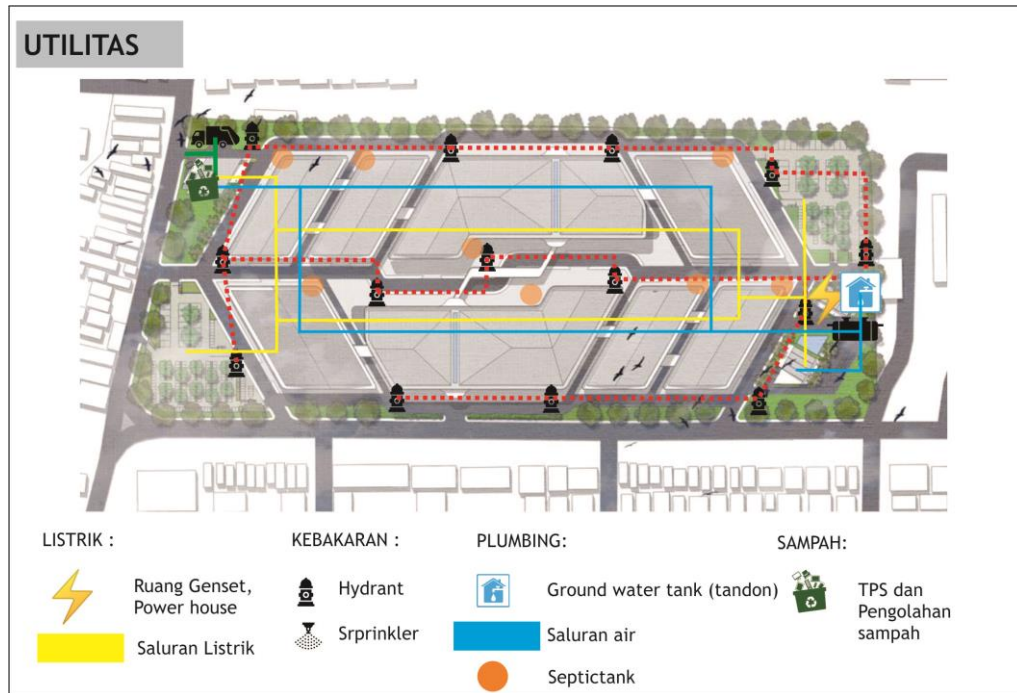 UTILITAS
LISTRIK :
Ruang Genset,
Power house
Saluran Listrik
KEBAKARAN :
Hydrant
Srprinkler
PLUMBING:
Ground water tank (tandon)
Saluran air
Septictank
SAMPAH:
TPS dan
Pengolahan
sampah